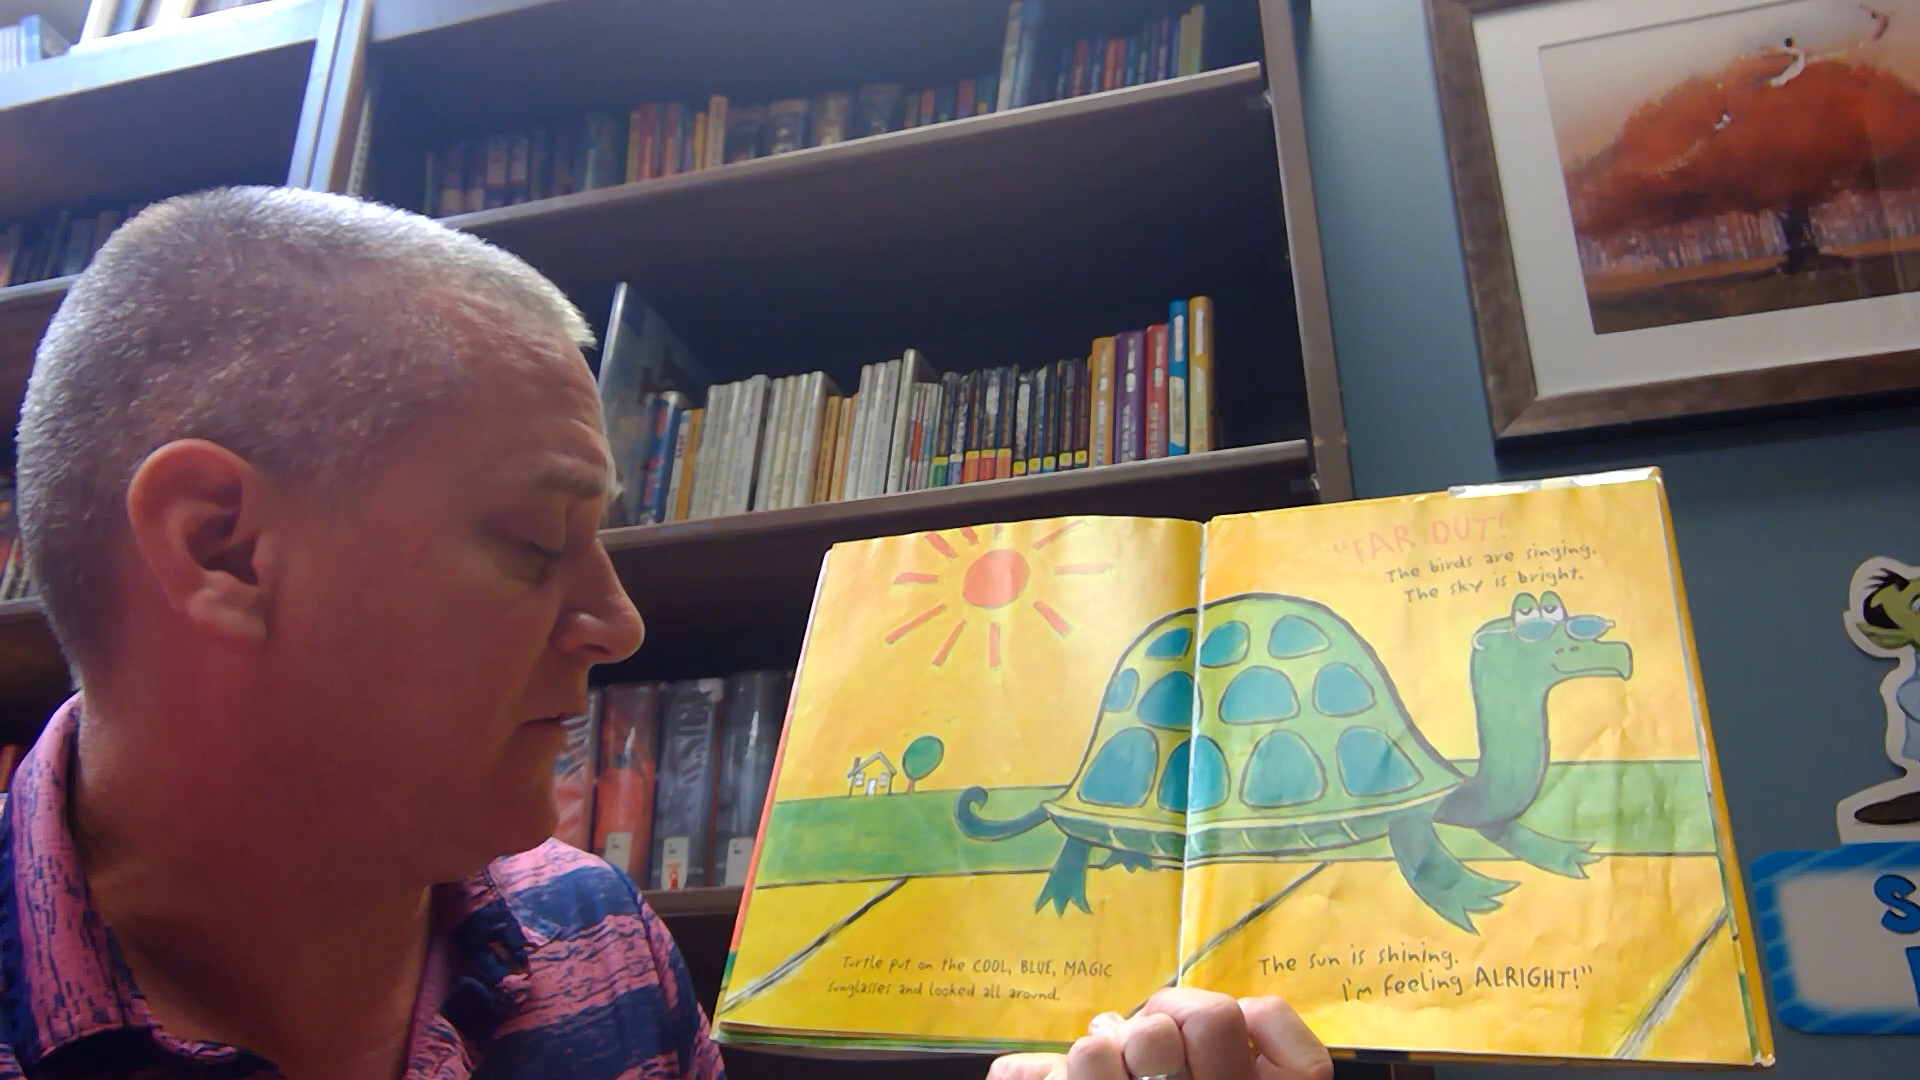 Turtle put on the COOL, BLUE, MAGIC
sunglasses and looked all around.
"FAR OUT!
The birds are singing.
The sky is bright.
The sun is shining.
I'm feeling ALRIGHT!"